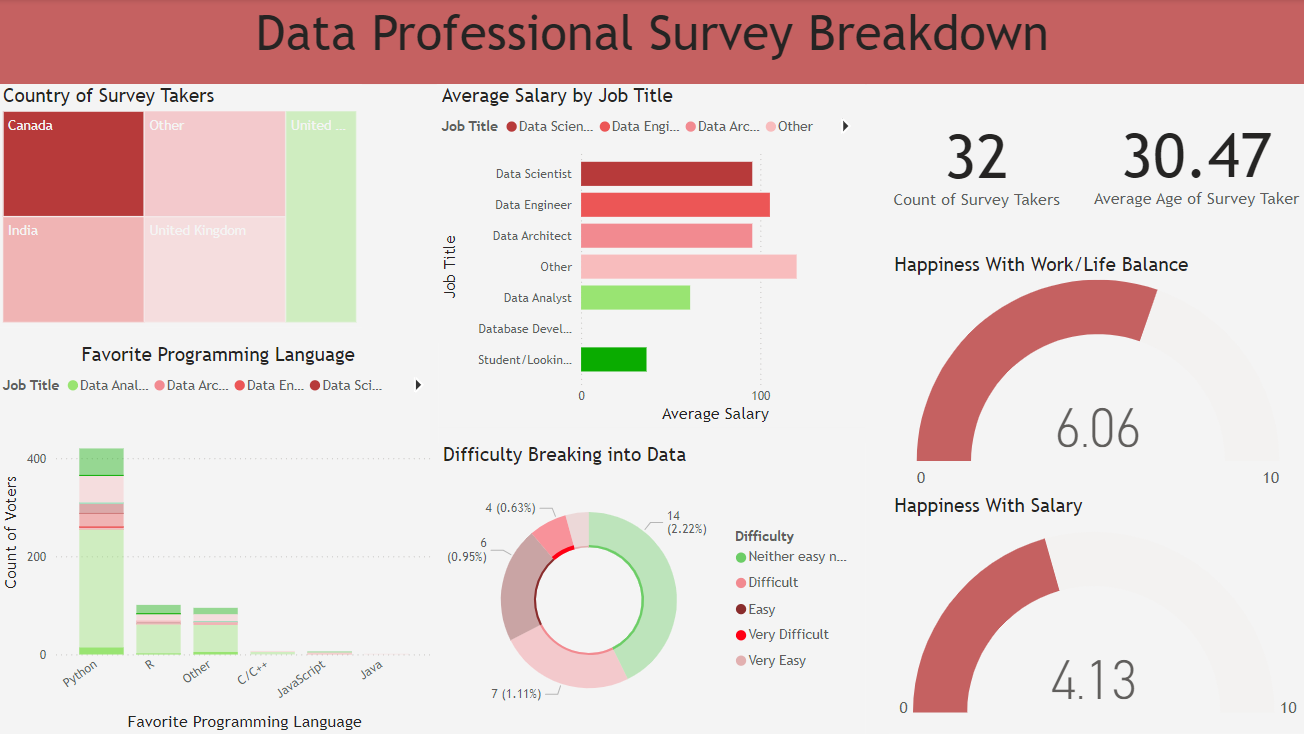 Data Professional Survey Breakdown
Country of Survey Takers
Canada
Other
United ...
India
United Kingdom
Average Salary by Job Title
Job Title Data Scien... Data Engi... Data Arc... Other
Job Title
Data Scientist
Data Engineer
Data Architect
Other
Data Analyst
Database Devel...
Student/Lookin...
0 100
Average Salary
32
Count of Survey Takers
30.47
Average Age of Survey Taker
Happiness With Work/Life Balance
6.06
0 10
Favorite Programming Language
Job Title Data Anal... Data Arc... Data En... Data Sci...
Count of Voters
400
200
0
Python R Other C/C++ JavaScript Java
Favorite Programming Language
Difficulty Breaking into Data
4 (0.63%)
14
(2.22%)
6
(0.95%)
7 (1.11%)
Difficulty
Neither easy n...
Difficult
Easy
Very Difficult
Very Easy
Happiness With Salary
4.13
0 10